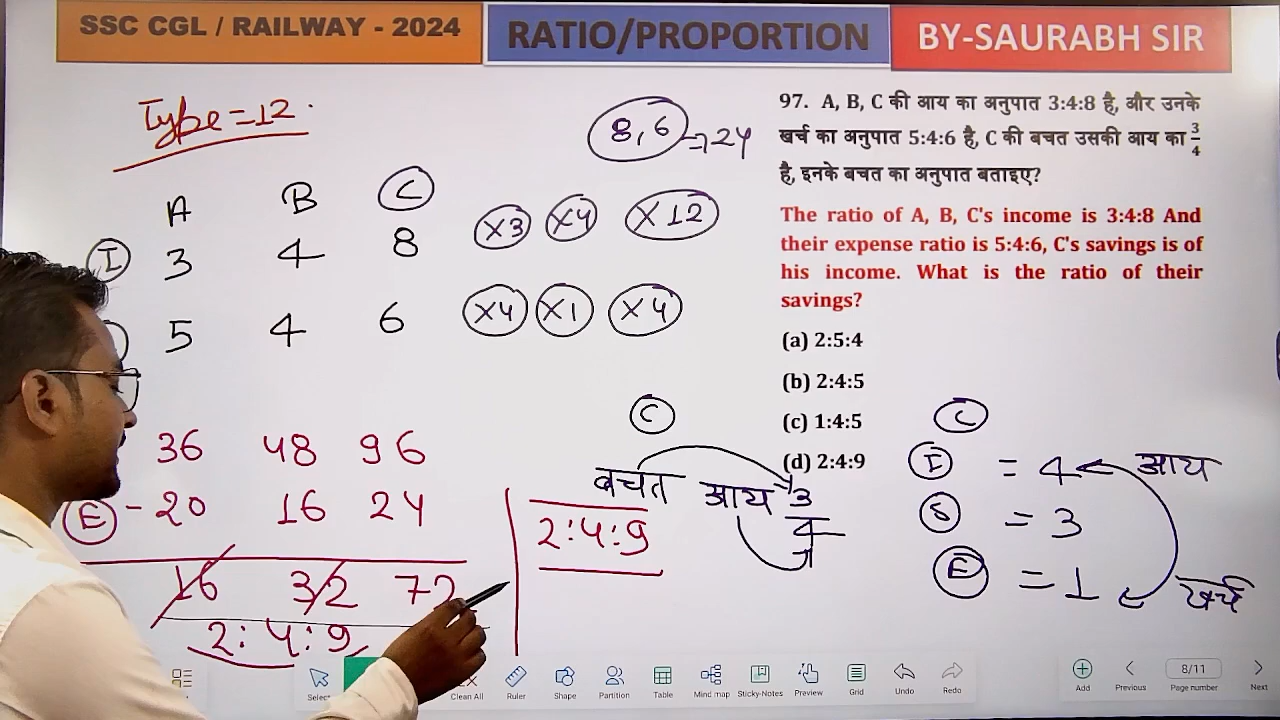 SSC CGL / RAILWAY - 2024
RATIO/PROPORTION
BY-SAURABH SIR
Type=12
A B C
I 3 4 8
5 4 6
8,6 ⇒ 24
×3 ×4 ×12
×4 ×1 ×4
36 48 96
E - 20 16 24
16 32 72
2:4:9
2:4:9
97. A, B, C की आय का अनुपात 3:4:8 है, और उनके
खर्च का अनुपात 5:4:6 है, C की बचत उसकी आय का 3/4
है, इनके बचत का अनुपात बताइए?
The ratio of A, B, C's income is 3:4:8 And
their expense ratio is 5:4:6, C's savings is of
his income. What is the ratio of their
savings?
(a) 2:5:4
(b) 2:4:5
(c) 1:4:5
(d) 2:4:9
C
बचत आय 3/4
C
I = 4 आय
S = 3
E = 1 खर्च
Select
Clean All
Ruler
Shape
Partition
Table
Mind map
Sticky-Notes
Preview
Grid
Undo
Redo
Add
Previous
8/11
Page number
Next